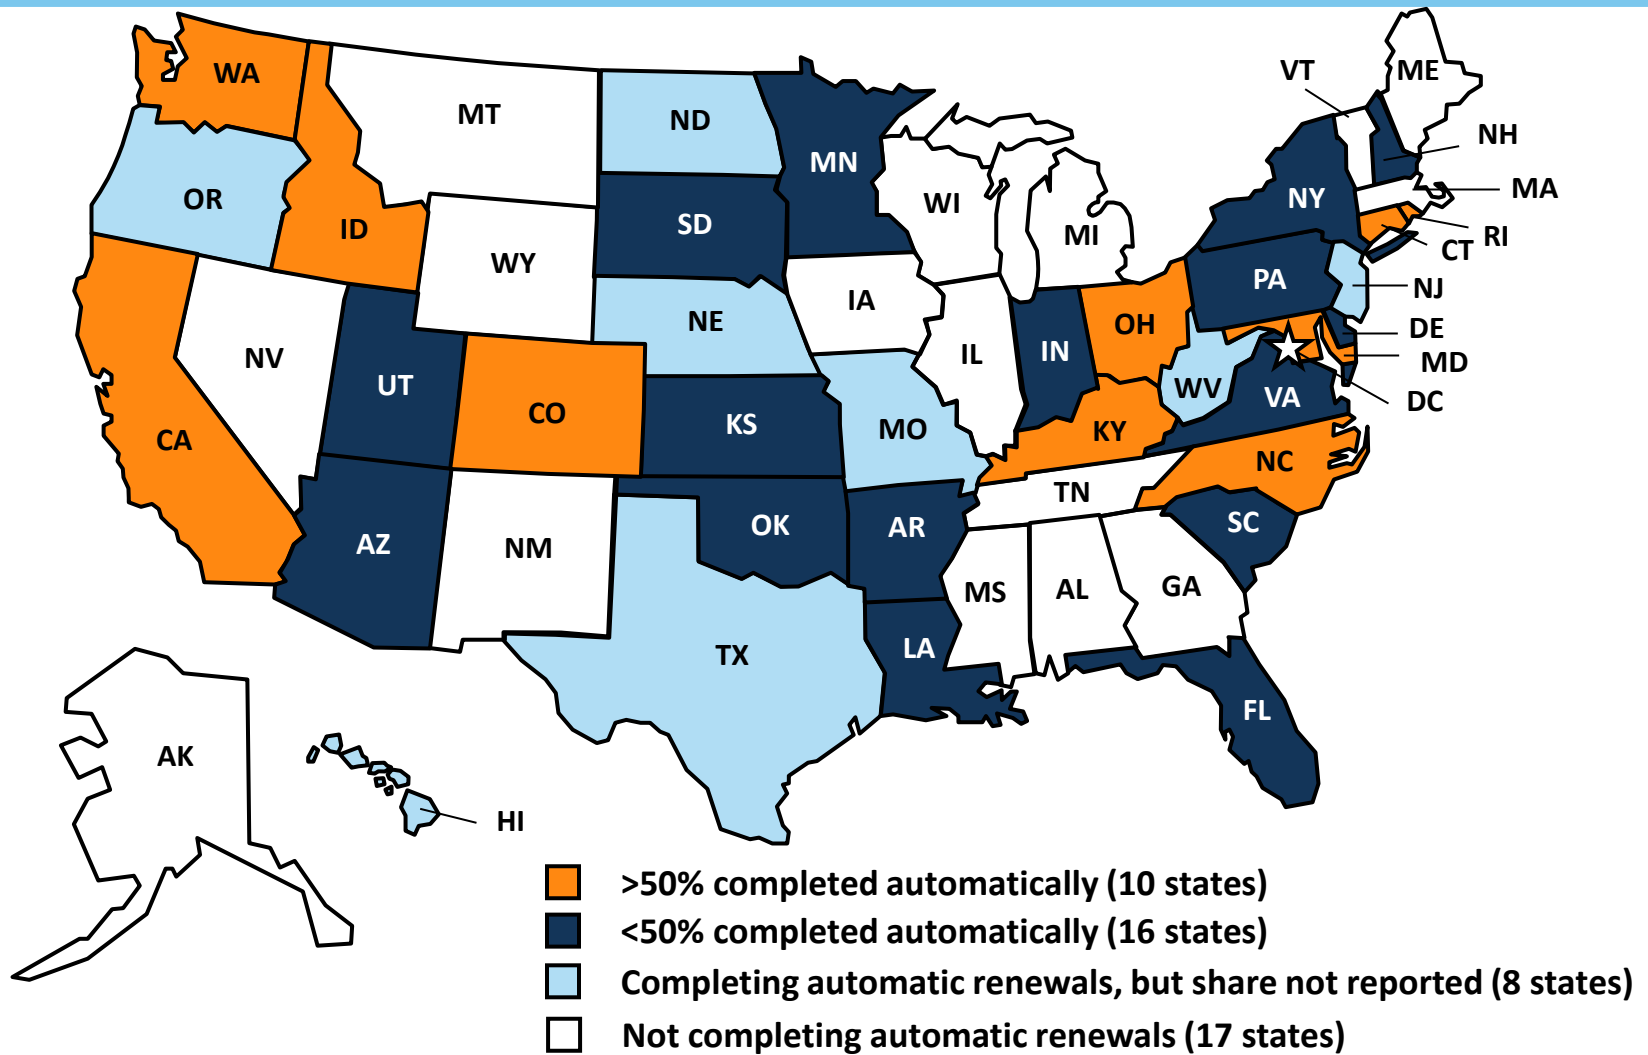 WA
MT
ND
MN
VT
ME
NH
OR
ID
WY
SD
WI
MI
NY
MA
RI
CT
NV
NE
IA
PA
NJ
OH
DE
MD
UT
CO
KS
MO
IL
IN
WV
VA
DC
CA
KY
NC
AZ
NM
OK
AR
TN
SC
TX
LA
MS
AL
GA
FL
AK
HI
>50% completed automatically (10 states)
<50% completed automatically (16 states)
Completing automatic renewals, but share not reported (8 states)
Not completing automatic renewals (17 states)